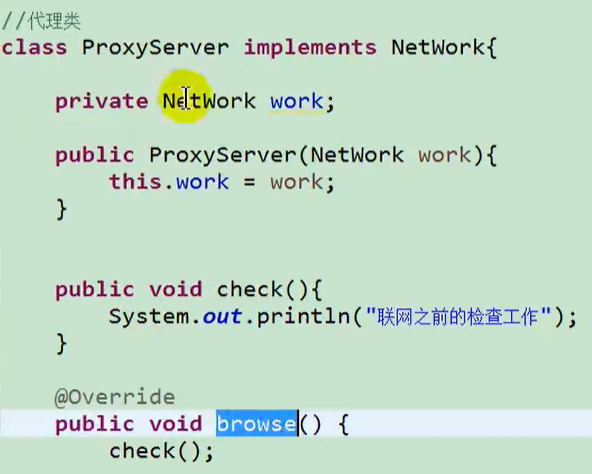 //代理类
class ProxyServer implements NetWork{
private NetWork work;
public ProxyServer(NetWork work){
this.work = work;
}
public void check(){
System.out.println("联网之前的检查工作");
}
@Override
public void browse() {
check();